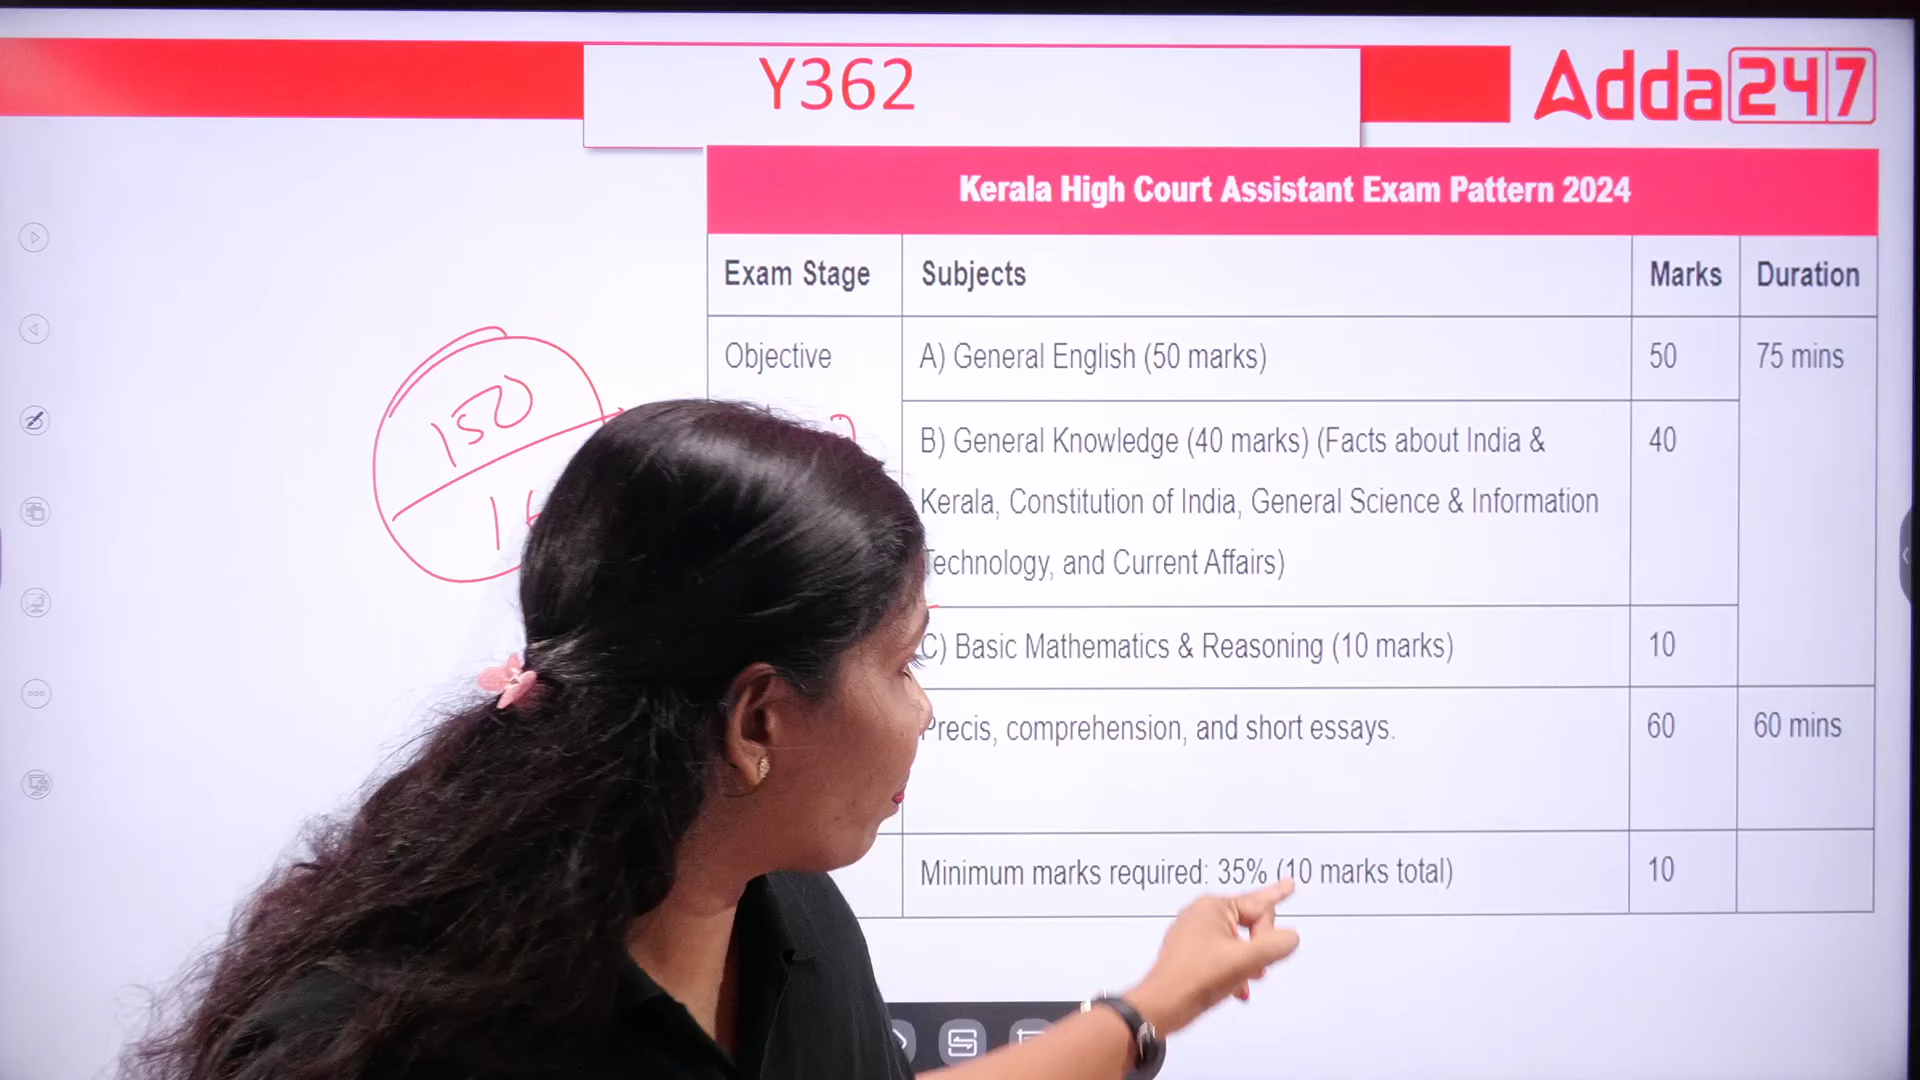 Y362
Adda247
Kerala High Court Assistant Exam Pattern 2024
Exam Stage Subjects Marks Duration
Objective A) General English (50 marks) 50 75 mins
B) General Knowledge (40 marks) (Facts about India & 40
Kerala, Constitution of India, General Science & Information
Technology, and Current Affairs)
C) Basic Mathematics & Reasoning (10 marks) 10
Precis, comprehension, and short essays. 60 60 mins
Minimum marks required: 35% (10 marks total) 10
150